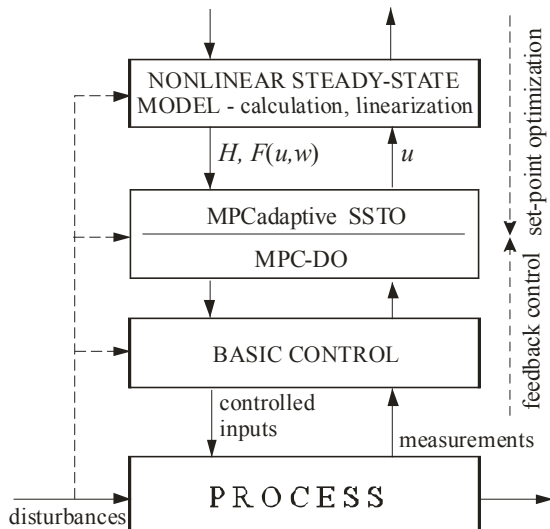 NONLINEAR STEADY-STATE
MODEL - calculation, linearization
H, F(u,w)
u
MPCadaptive SSTO
MPC-DO
BASIC CONTROL
controlled
inputs
measurements
PROCESS
disturbances
set-point optimization
feedback control